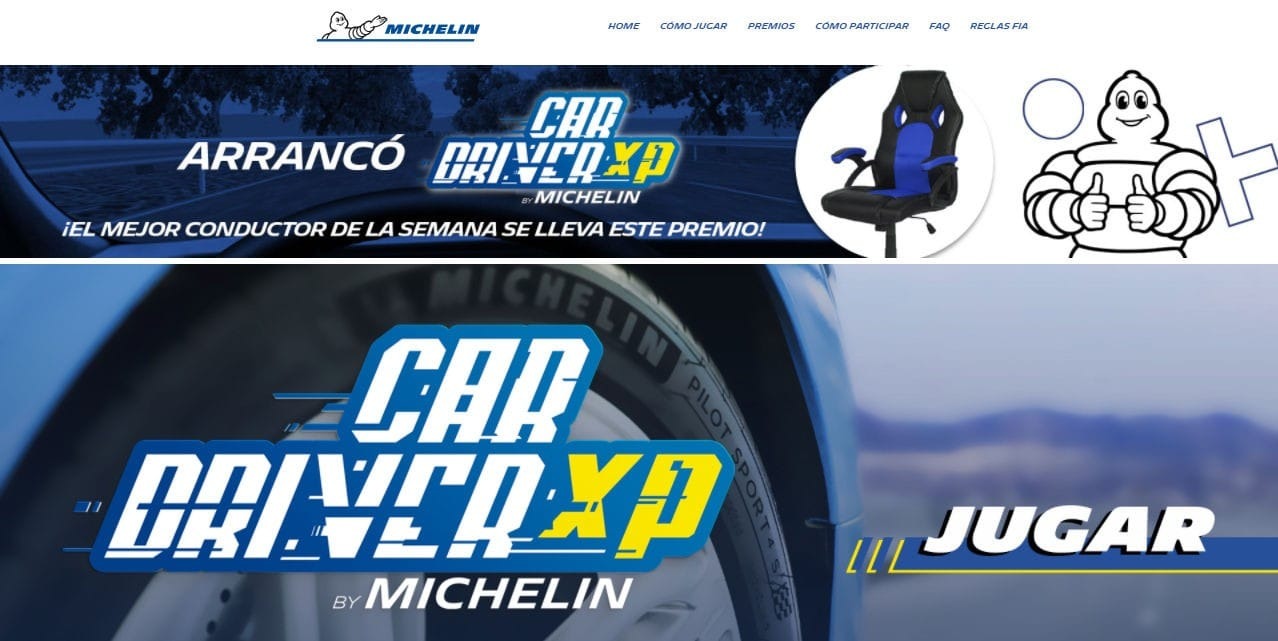 MICHELIN
HOME CÓMO JUGAR PREMIOS CÓMO PARTICIPAR FAQ REGLAS FIA
ARRANCÓ
CAR
DRIVER XP
BY MICHELIN
¡EL MEJOR CONDUCTOR DE LA SEMANA SE LLEVA ESTE PREMIO!
MICHELIN
PILOT SPORT 4 S
CAR
DRIVER XP
BY MICHELIN
JUGAR